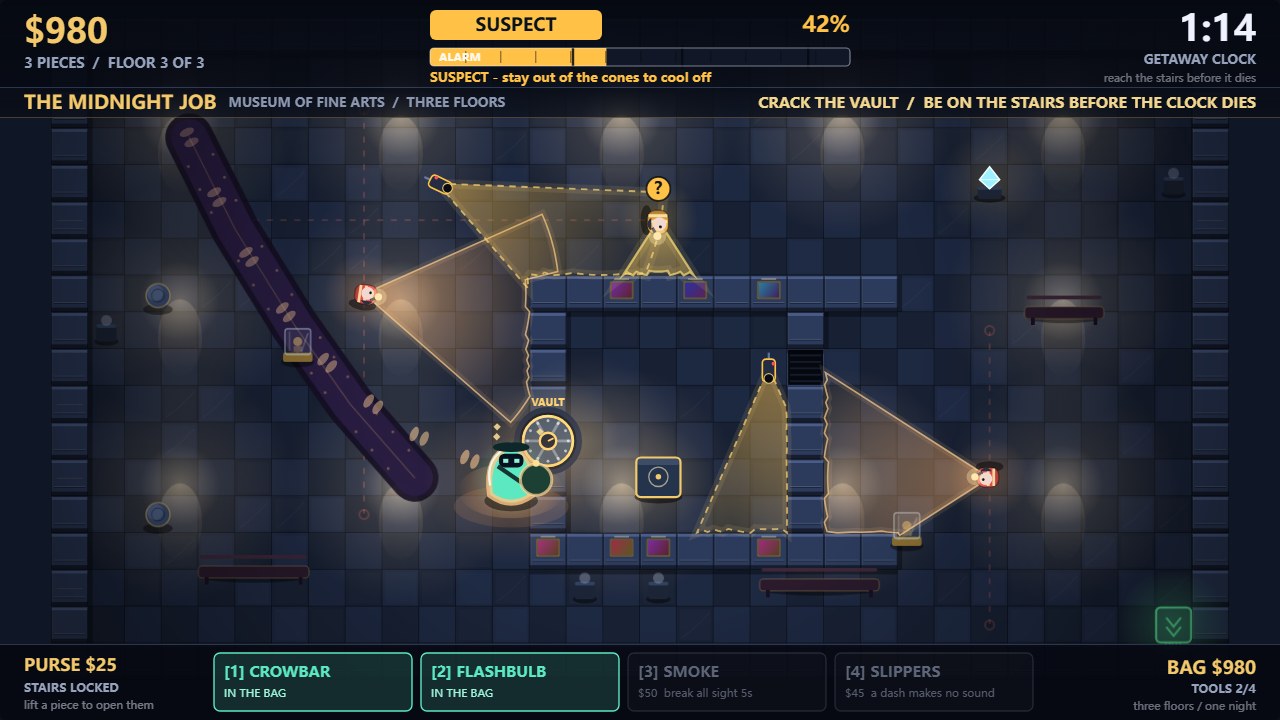 $980
3 PIECES / FLOOR 3 OF 3
SUSPECT
42%
ALARM
SUSPECT - stay out of the cones to cool off
1:14
GETAWAY CLOCK
reach the stairs before it dies
THE MIDNIGHT JOB
MUSEUM OF FINE ARTS / THREE FLOORS
CRACK THE VAULT / BE ON THE STAIRS BEFORE THE CLOCK DIES
?
VAULT
PURSE $25
STAIRS LOCKED
lift a piece to open them
[1] CROWBAR
IN THE BAG
[2] FLASHBULB
IN THE BAG
[3] SMOKE
$50 break all sight 5s
[4] SLIPPERS
$45 a dash makes no sound
BAG $980
TOOLS 2/4
three floors / one night